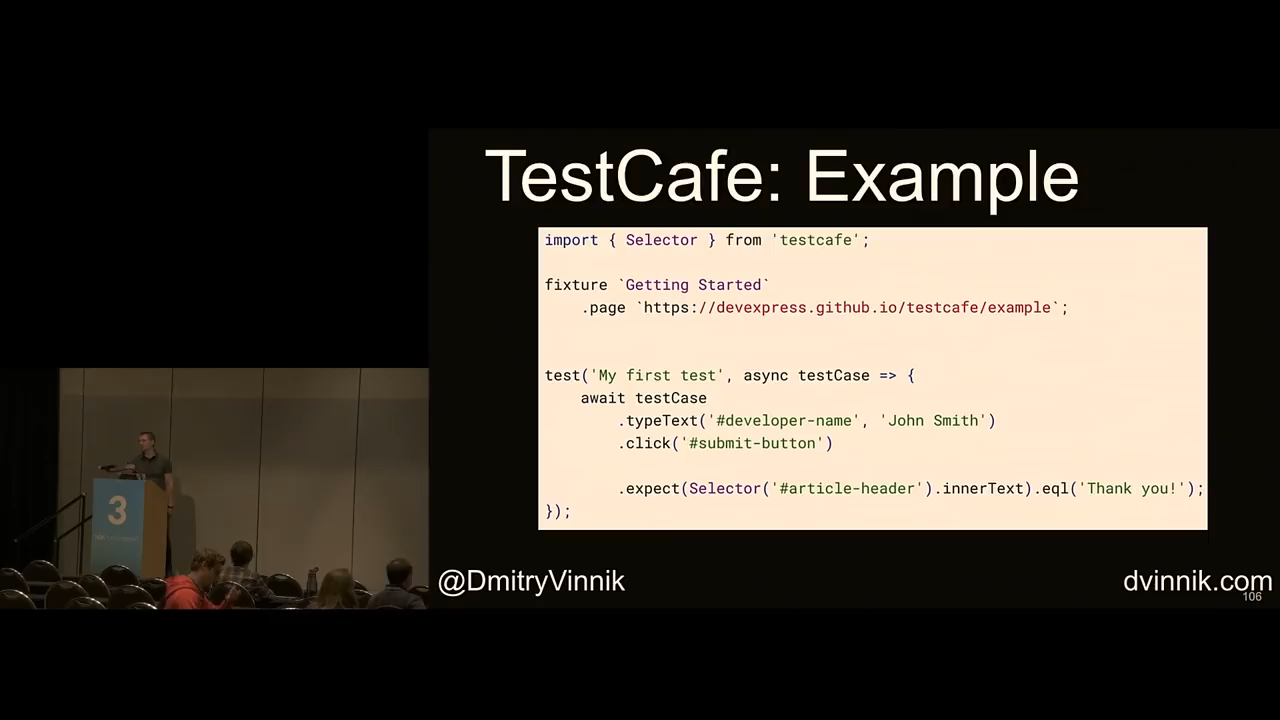 TestCafe: Example
import { Selector } from 'testcafe';
fixture `Getting Started`
.page `https://devexpress.github.io/testcafe/example`;
test('My first test', async testCase => {
await testCase
.typeText('#developer-name', 'John Smith')
.click('#submit-button')
.expect(Selector('#article-header').innerText).eql('Thank you!');
});
@DmitryVinnik
dvinnik.com
106
3